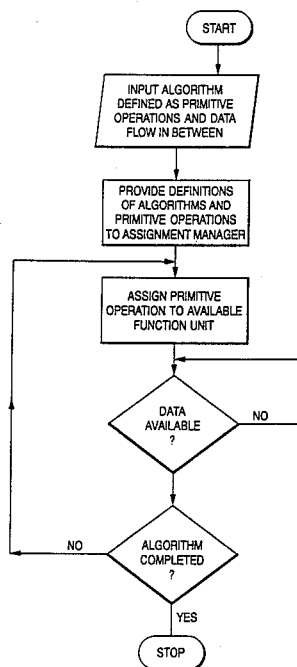 START
INPUT ALGORITHM
DEFINED AS PRIMITIVE
OPERATIONS AND DATA
FLOW IN BETWEEN
PROVIDE DEFINITIONS
OF ALGORITHMS AND
PRIMITIVE OPERATIONS
TO ASSIGNMENT MANAGER
ASSIGN PRIMITIVE
OPERATION TO AVAILABLE
FUNCTION UNIT
DATA
AVAILABLE
?
NO
ALGORITHM
COMPLETED
?
NO
YES
STOP